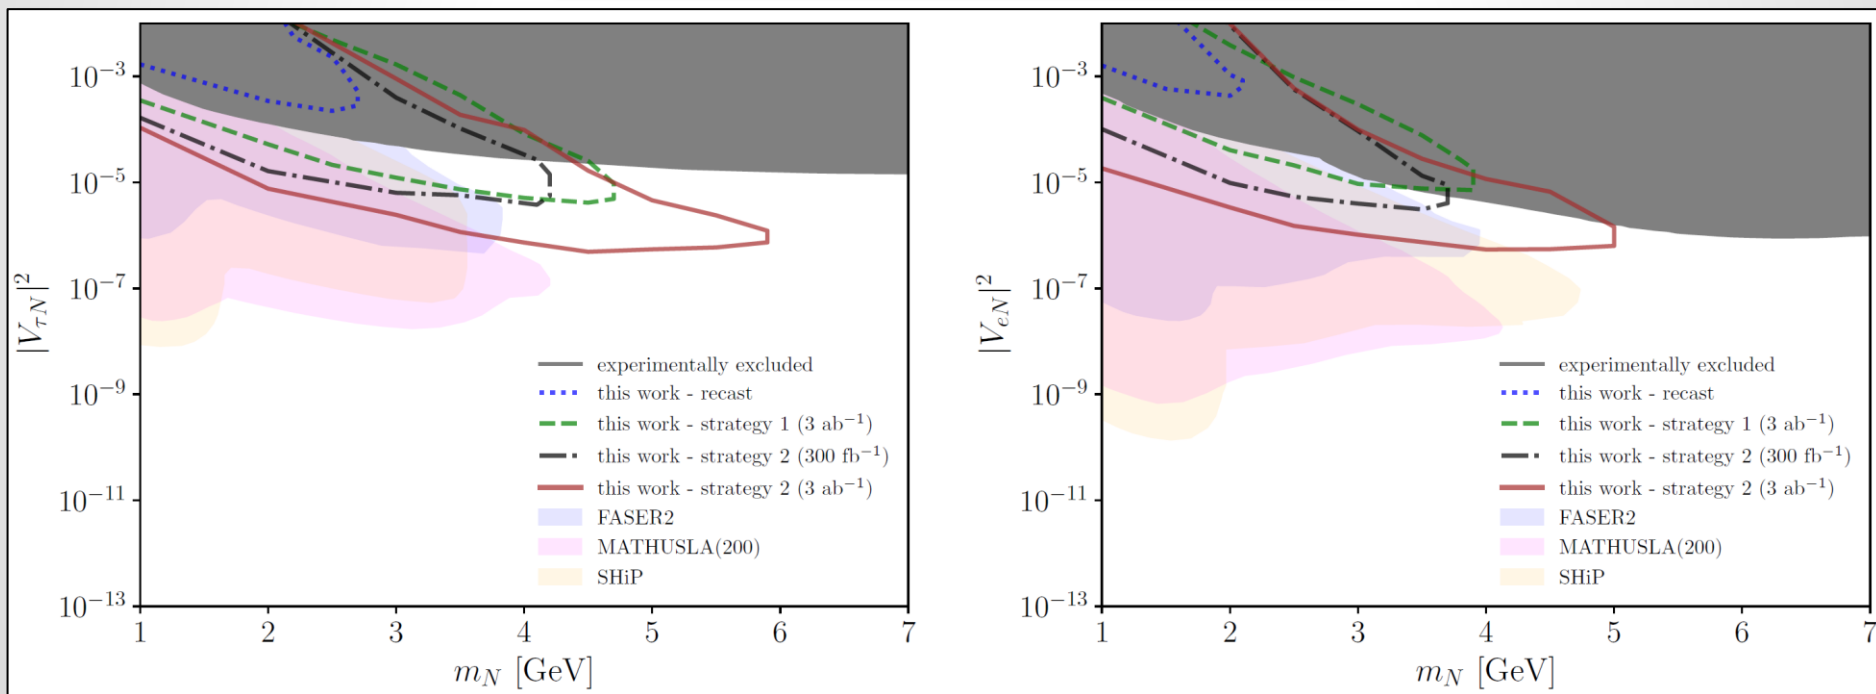 10⁻³
10⁻⁵
10⁻⁷
10⁻⁹
10⁻¹¹
10⁻¹³
|V_{τN}|²
experimentally excluded
this work - recast
this work - strategy 1 (3 ab⁻¹)
this work - strategy 2 (300 fb⁻¹)
this work - strategy 2 (3 ab⁻¹)
FASER2
MATHUSLA(200)
SHiP
1 2 3 4 5 6 7
m_N [GeV]
10⁻³
10⁻⁵
10⁻⁷
10⁻⁹
10⁻¹¹
10⁻¹³
|V_{eN}|²
experimentally excluded
this work - recast
this work - strategy 1 (3 ab⁻¹)
this work - strategy 2 (300 fb⁻¹)
this work - strategy 2 (3 ab⁻¹)
FASER2
MATHUSLA(200)
SHiP
1 2 3 4 5 6 7
m_N [GeV]